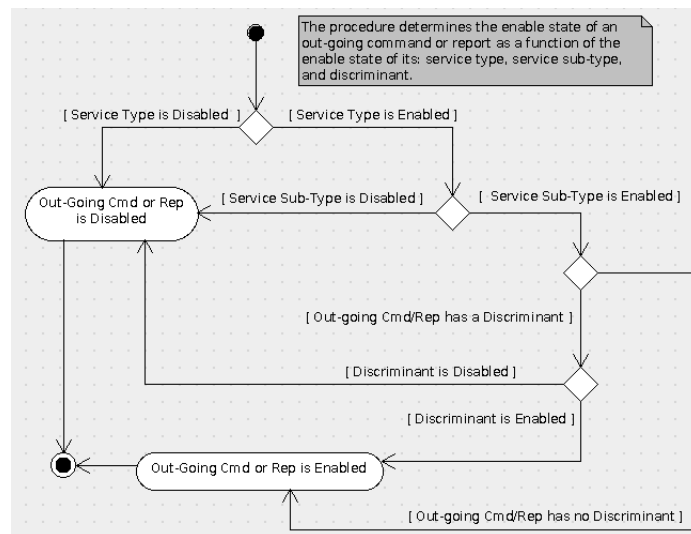 The procedure determines the enable state of an
out-going command or report as a function of the
enable state of its: service type, service sub-type,
and discriminant.
[ Service Type is Disabled ]
[ Service Type is Enabled ]
Out-Going Cmd or Rep
is Disabled
[ Service Sub-Type is Disabled ]
[ Service Sub-Type is Enabled ]
[ Out-going Cmd/Rep has a Discriminant ]
[ Discriminant is Disabled ]
[ Discriminant is Enabled ]
Out-Going Cmd or Rep is Enabled
[ Out-going Cmd/Rep has no Discriminant ]